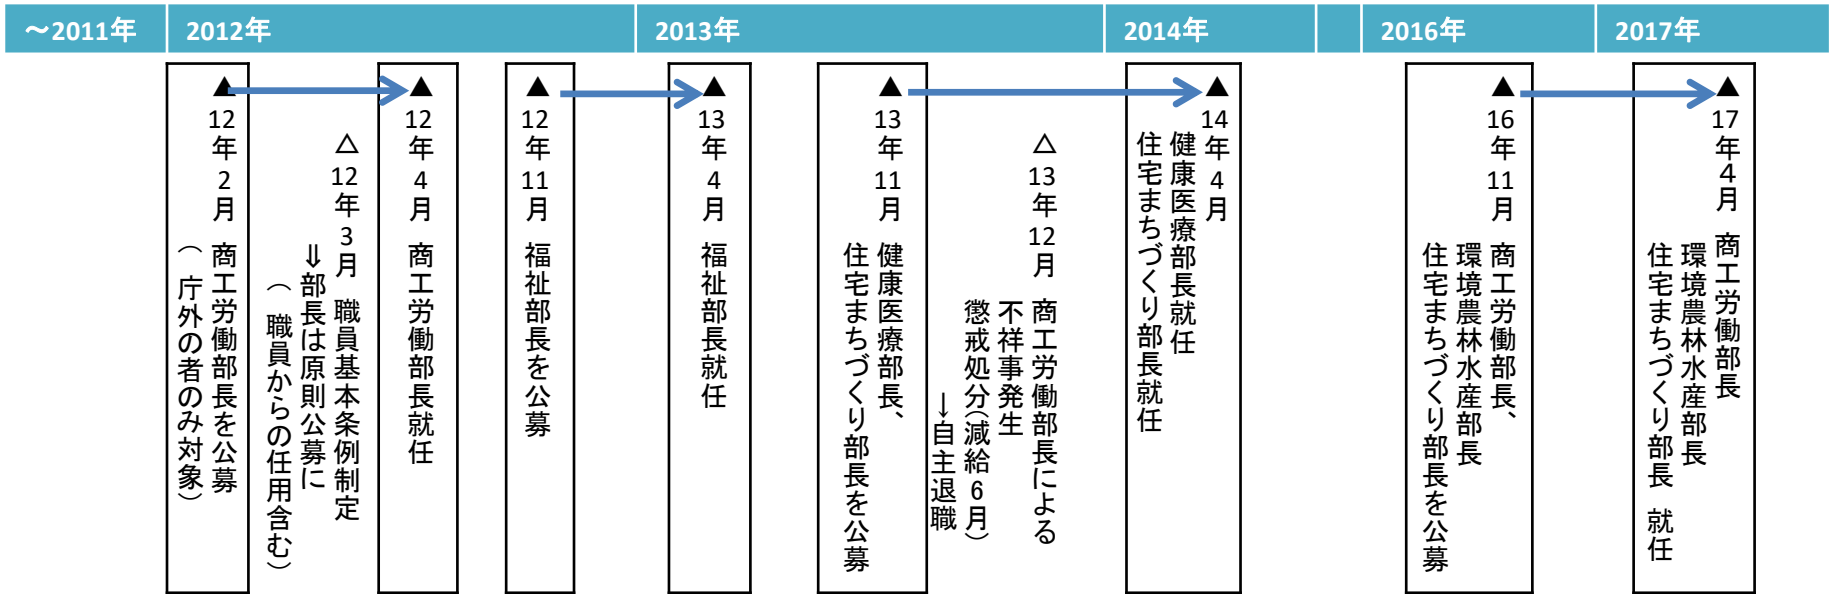 ～2011年
2012年
2013年
2014年
2016年
2017年
▲12年2月 商工労働部長を公募
（庁外の者のみ対象）
△12年3月 職員基本条例制定
⇓部長は原則公募に
（職員からの任用含む）
▲12年4月 商工労働部長就任
▲12年11月 福祉部長を公募
▲13年4月 福祉部長就任
▲13年11月 健康医療部長、
住宅まちづくり部長を公募
△13年12月 商工労働部長による
不祥事発生
懲戒処分（減給6月）
↓自主退職
▲14年4月
健康医療部長就任
住宅まちづくり部長就任
▲16年11月 商工労働部長、
環境農林水産部長
住宅まちづくり部長を公募
▲17年4月 商工労働部長
環境農林水産部長
住宅まちづくり部長 就任